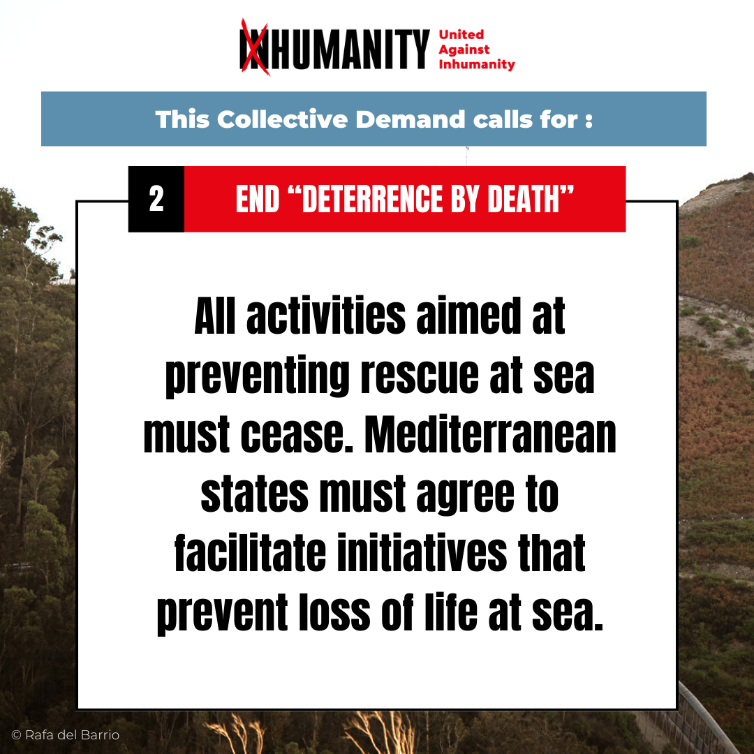 INHUMANITY
United
Against
Inhumanity
This Collective Demand calls for :
2
END “DETERRENCE BY DEATH”
All activities aimed at
preventing rescue at sea
must cease. Mediterranean
states must agree to
facilitate initiatives that
prevent loss of life at sea.
© Rafa del Barrio